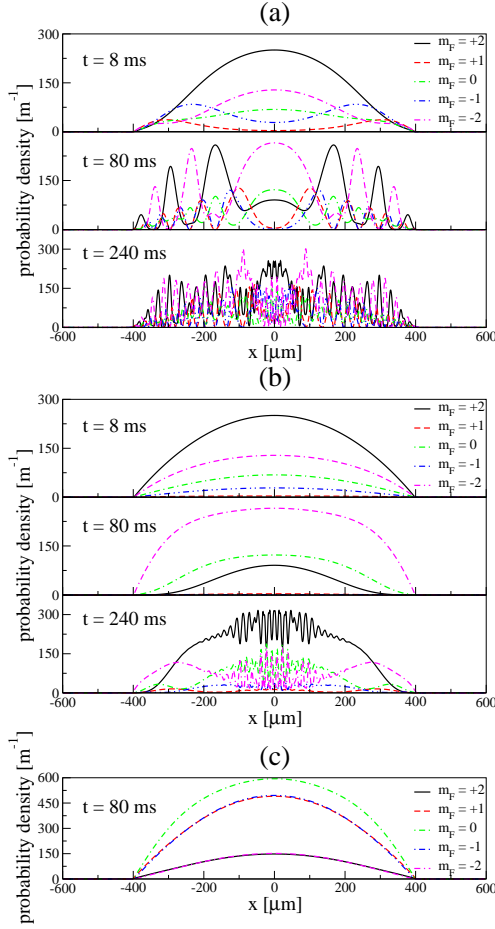 (a)
300
150
0
t = 8 ms
m_F = +2
m_F = +1
m_F = 0
m_F = -1
m_F = -2
probability density [m⁻¹]
150
0
t = 80 ms
300
150
0
t = 240 ms
-600 -400 -200 0 200 400 600
x [µm]
(b)
300
150
0
t = 8 ms
m_F = +2
m_F = +1
m_F = 0
m_F = -1
m_F = -2
probability density [m⁻¹]
150
0
t = 80 ms
300
150
0
t = 240 ms
-600 -400 -200 0 200 400 600
x [µm]
(c)
probability density [m⁻¹]
600
450
300
150
0
t = 80 ms
m_F = +2
m_F = +1
m_F = 0
m_F = -1
m_F = -2
-600 -400 -200 0 200 400 600
x [µm]